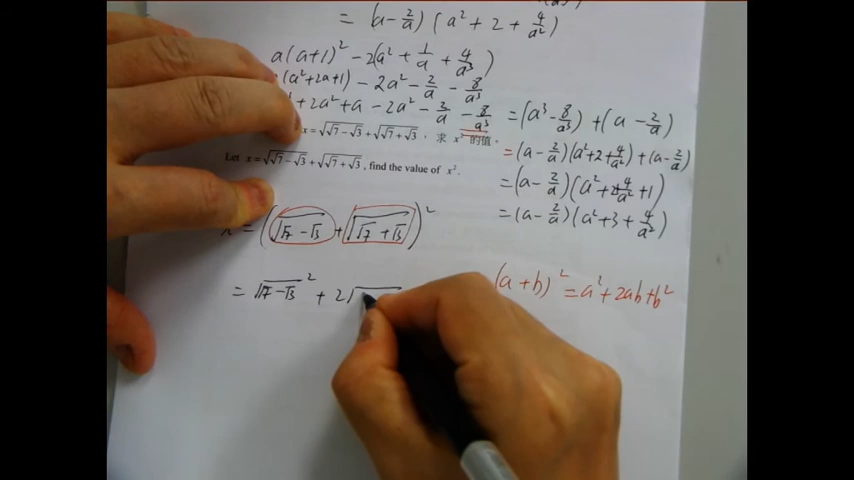 = (a - 2/a) (a² + 2 + 4/a²)
a(a+1)² - 2(a² + 1/a + 4/a³)
(a²+2a+1) - 2a² - 2/a - 8/a³
+ 2a² + a - 2a² - 2/a - 8/a³
x = √(√7 - √3) + √(√7 + √3) , 求 x² 的值。
Let x = √(√7 - √3) + √(√7 + √3), find the value of x².
= (√(√7 - √3) + √(√7 + √3))²
= √(√7 - √3)² + 2√
= (a³ - 8/a³) + (a - 2/a)
= (a - 2/a)(a² + 2 + 4/a²) + (a - 2/a)
= (a - 2/a)(a² + 2 + 4/a² + 1)
= (a - 2/a)(a² + 3 + 4/a²)
(a + b)² = a² + 2ab + b²